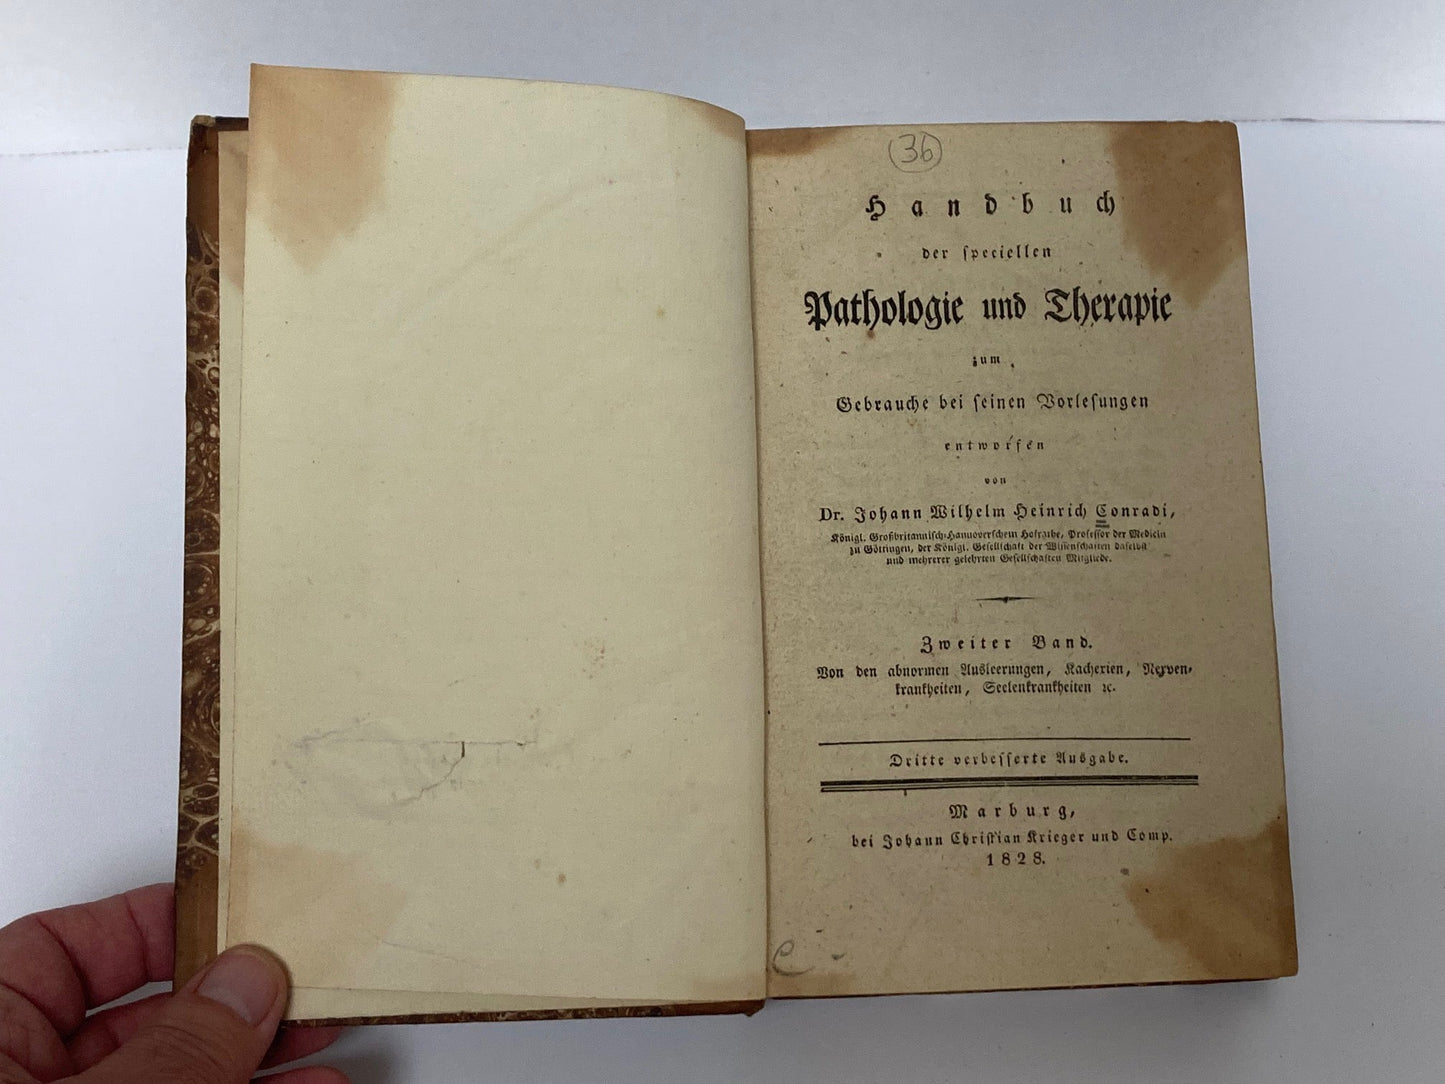 36
Handbuch
der speciellen
Pathologie und Therapie
zum
Gebrauche bei seinen Vorlesungen
entworfen
von
Dr. Johann Wilhelm Heinrich Conradi,
Königl. Großbritannisch-Hannoverschem Hofrathe, Professor der Medicin
zu Göttingen, der Königl. Gesellschaft der Wissenschaften daselbst
und mehrerer gelehrten Gesellschaften Mitgliede.
Zweiter Band.
Von den abnormen Ausleerungen, Kachexien, Nerven-
krankheiten, Seelenkrankheiten ꝛc.
Dritte verbesserte Ausgabe.
Marburg,
bei Johann Christian Krieger und Comp.
1828.